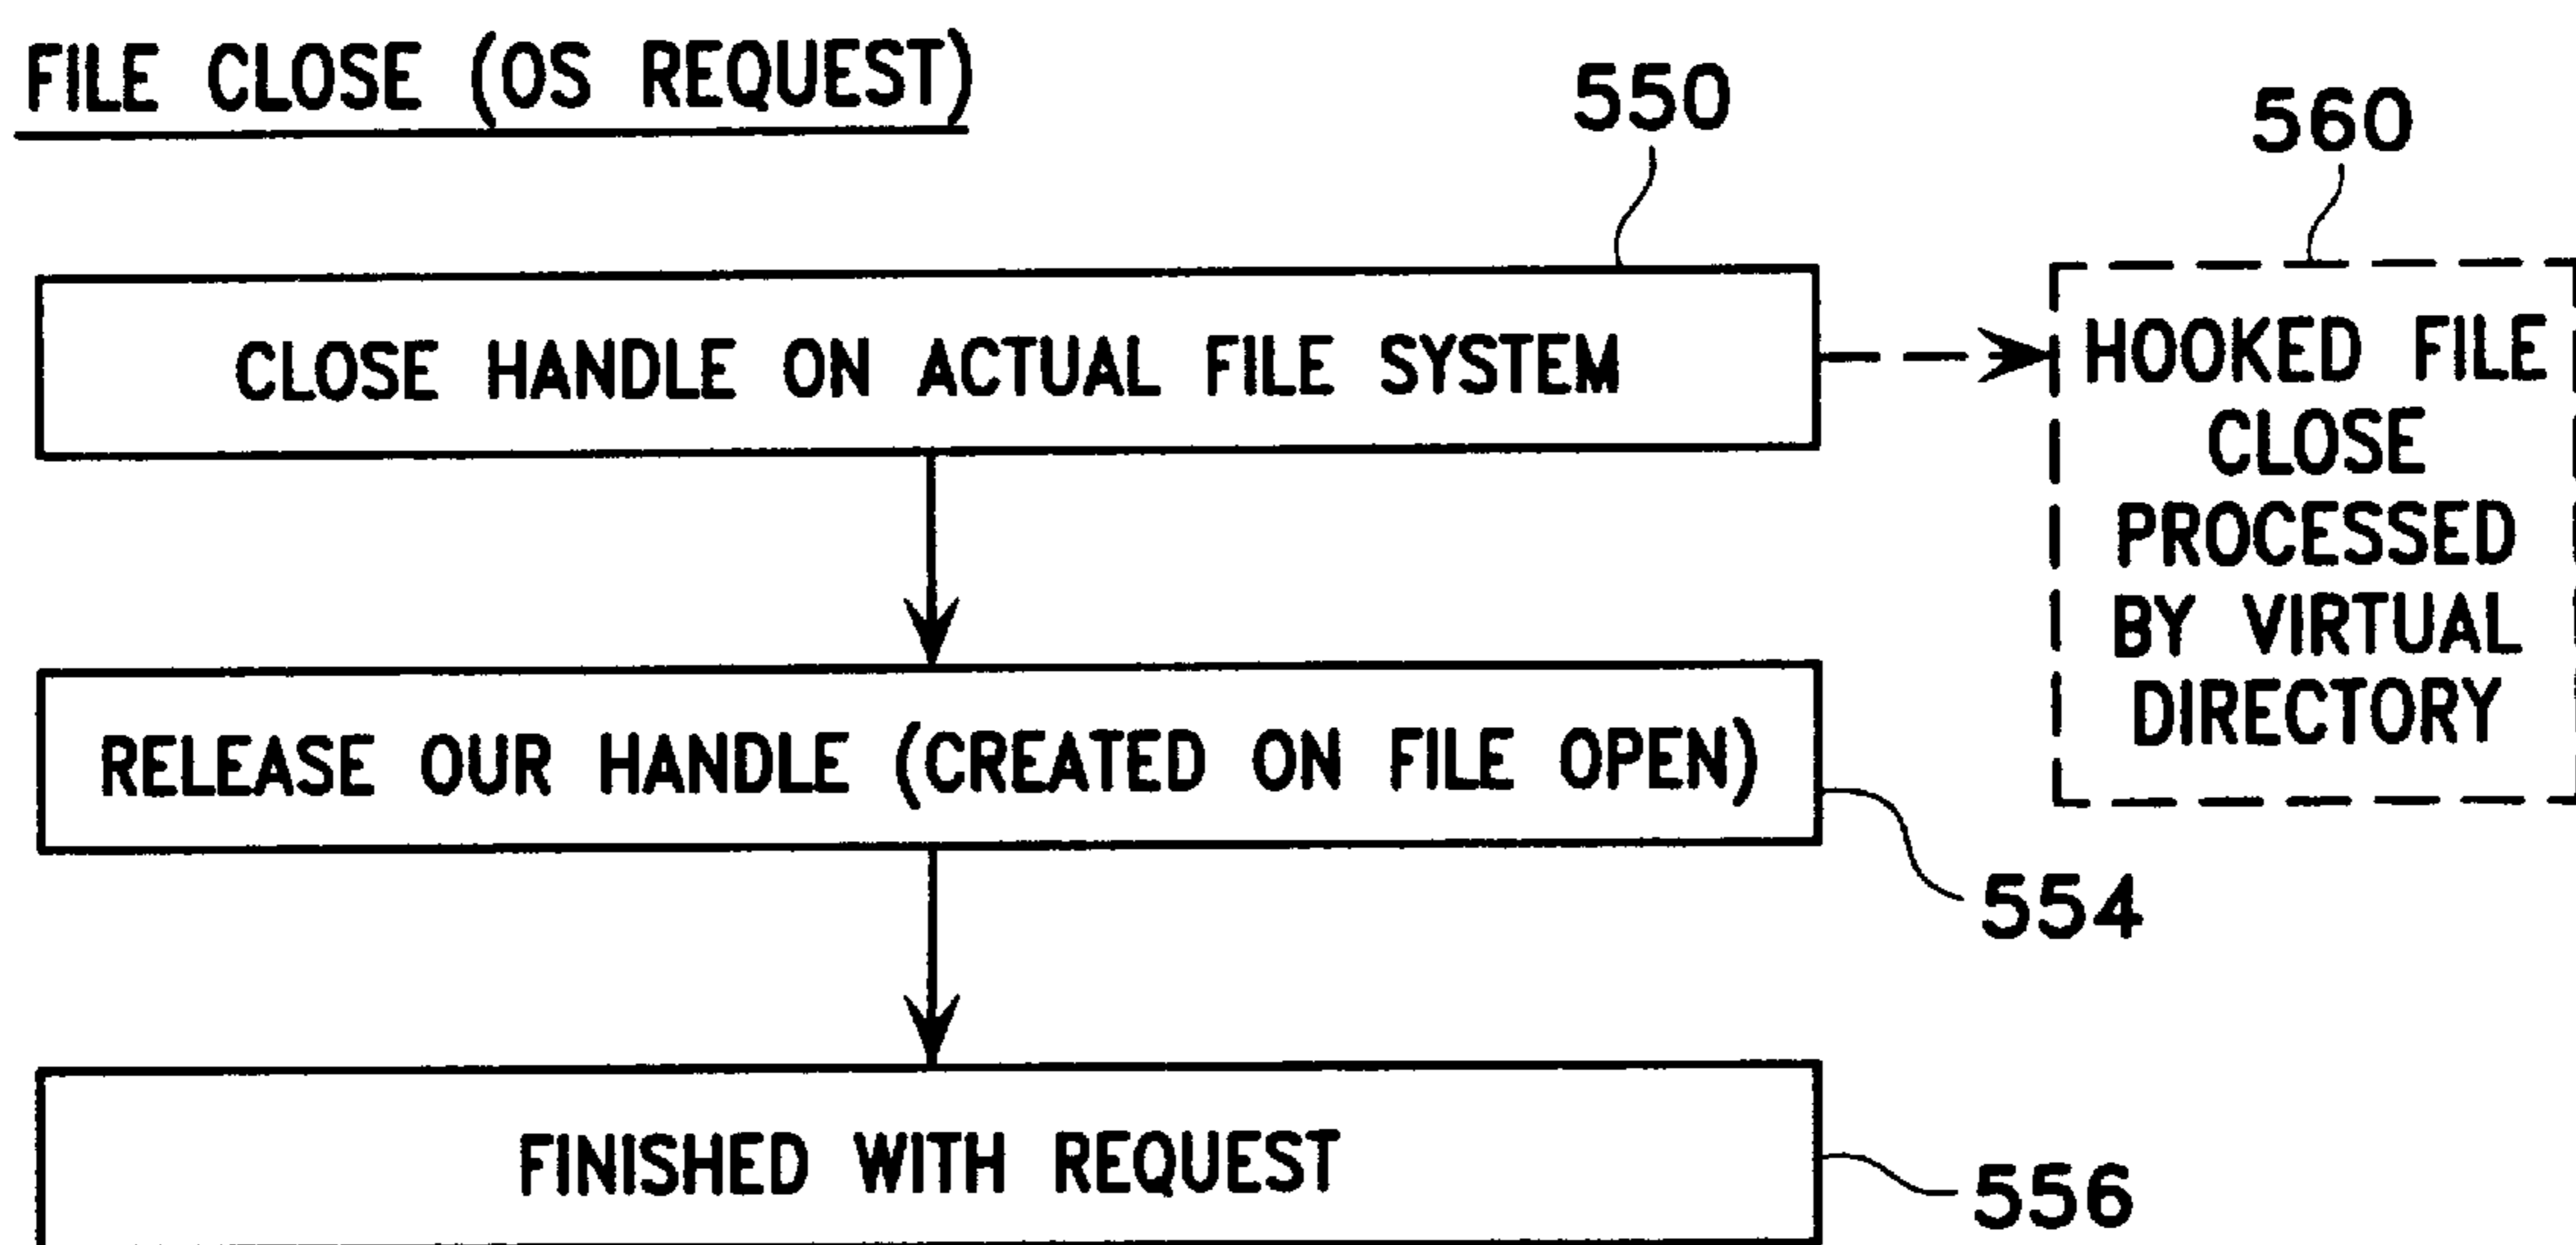 FILE CLOSE (OS REQUEST)
550
560
CLOSE HANDLE ON ACTUAL FILE SYSTEM
HOOKED FILE
CLOSE
PROCESSED
BY VIRTUAL
DIRECTORY
RELEASE OUR HANDLE (CREATED ON FILE OPEN)
554
FINISHED WITH REQUEST
556